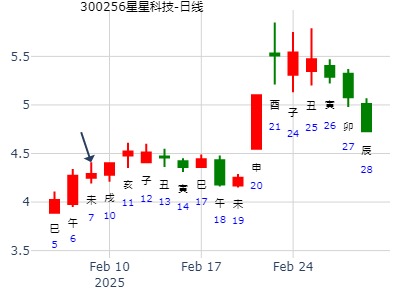 300256星星科技-日线
5.5
5
4.5
4
3.5
巳
5
午
6
未
7
戌
10
亥
11
子
12
丑
13
寅
14
巳
17
午
18
未
19
申
20
酉
21
子
24
丑
25
寅
26
卯
27
辰
28
Feb 10
2025
Feb 17
Feb 24